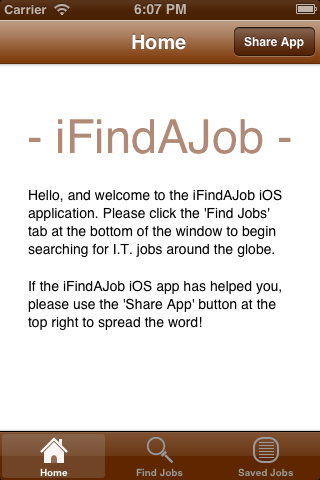 Carrier 6:07 PM
Home Share App
- iFindAJob -
Hello, and welcome to the iFindAJob iOS
application. Please click the 'Find Jobs'
tab at the bottom of the window to begin
searching for I.T. jobs around the globe.
If the iFindAJob iOS app has helped you,
please use the 'Share App' button at the
top right to spread the word!
Home Find Jobs Saved Jobs